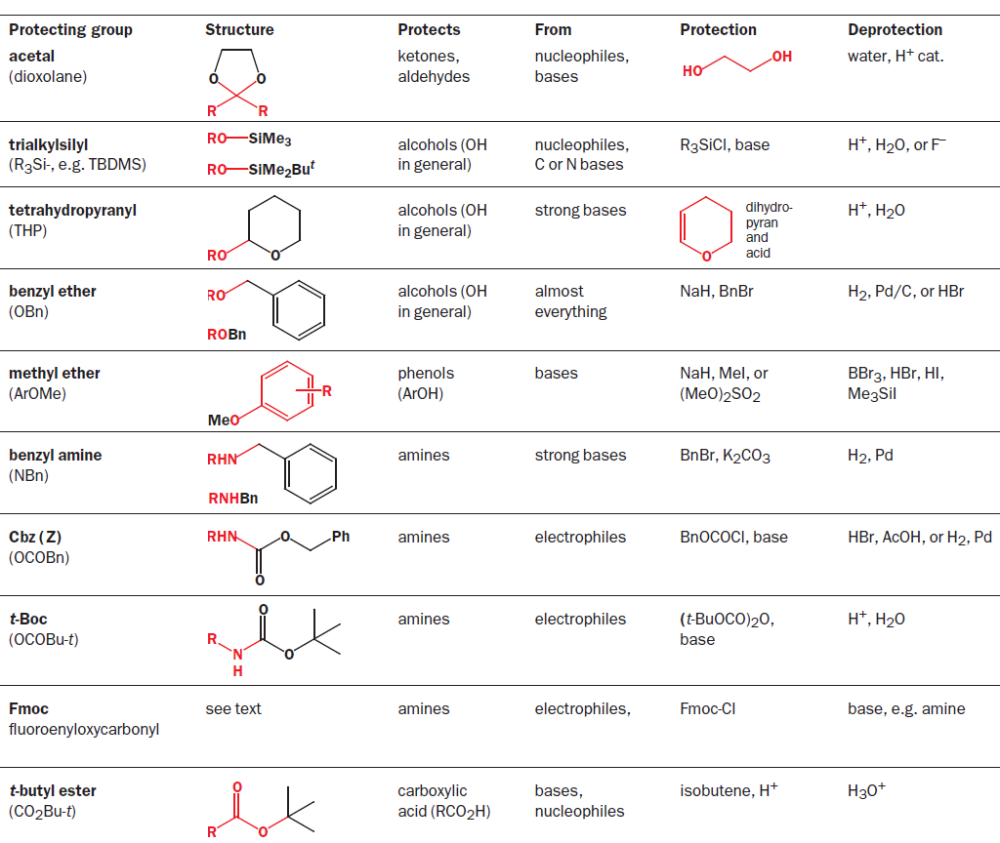 Protecting group Structure Protects From Protection Deprotection
acetal ketones, nucleophiles, HO OH water, H⁺ cat.
(dioxolane) O O aldehydes bases
R R
trialkylsilyl RO—SiMe₃ alcohols (OH nucleophiles, R₃SiCl, base H⁺, H₂O, or F⁻
(R₃Si-, e.g. TBDMS) RO—SiMe₂Buᵗ in general) C or N bases
tetrahydropyranyl alcohols (OH strong bases dihydro- H⁺, H₂O
(THP) in general) pyran
and
RO O O acid
benzyl ether RO alcohols (OH almost NaH, BnBr H₂, Pd/C, or HBr
(OBn) in general) everything
ROBn
methyl ether phenols bases NaH, MeI, or BBr₃, HBr, HI,
(ArOMe) R (ArOH) (MeO)₂SO₂ Me₃SiI
MeO
benzyl amine RHN amines strong bases BnBr, K₂CO₃ H₂, Pd
(NBn)
RNHBn
Cbz (Z) RHN O Ph amines electrophiles BnOCOCl, base HBr, AcOH, or H₂, Pd
(OCOBn)
O
O
t-Boc amines electrophiles (t-BuOCO)₂O, H⁺, H₂O
(OCOBu-t) R base
N O
H
Fmoc see text amines electrophiles, Fmoc-Cl base, e.g. amine
fluoroenyloxycarbonyl
t-butyl ester O carboxylic bases, isobutene, H⁺ H₃O⁺
(CO₂Bu-t) acid (RCO₂H) nucleophiles
R O